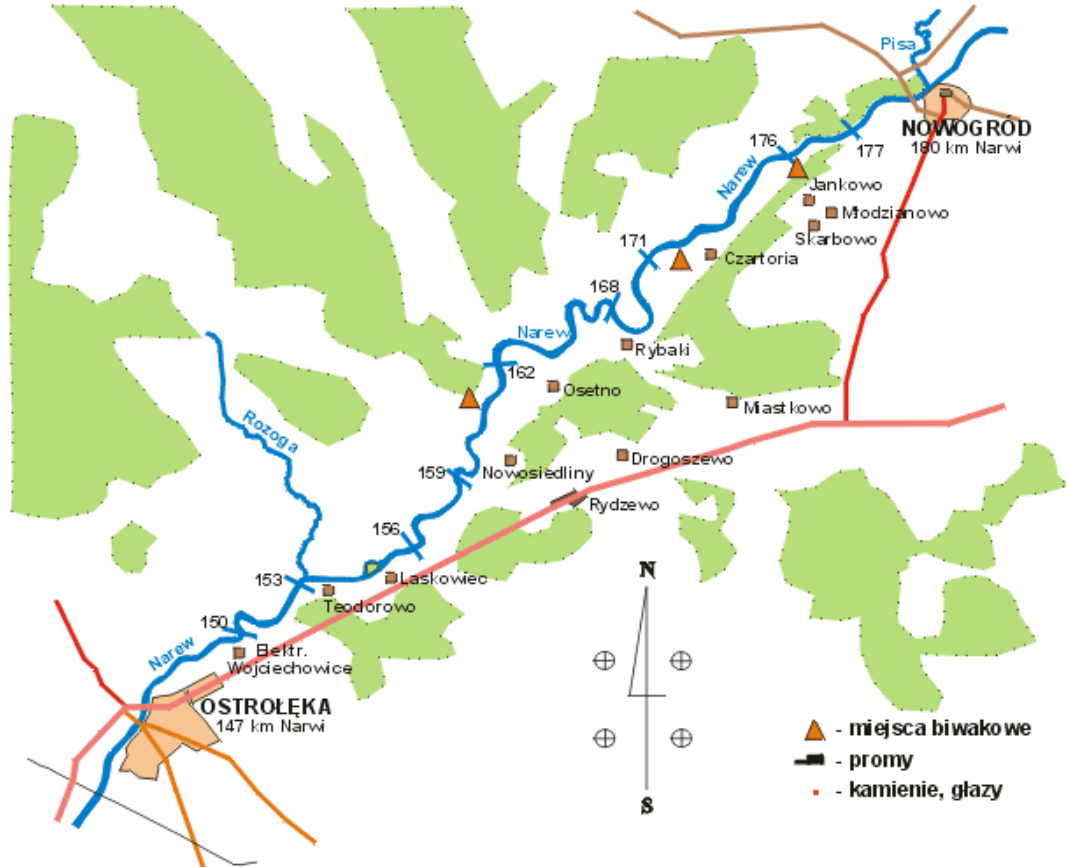 Pisa
NOWOGRÓD
180 km Narwi
176
177
Narew
Jankowo
Młodzianowo
Skarbowo
171
Czartoria
168
Narew
Rybaki
162
Osetno
Miastkowo
Rozoga
159
Nowosiedliny
Drogoszewo
Rydzewo
156
Laskowiec
153
Teodorowo
150
Elektr.
Wojciechowice
Narew
OSTROŁĘKA
147 km Narwi
N
S
- miejsca biwakowe
- promy
- kamienie, głazy